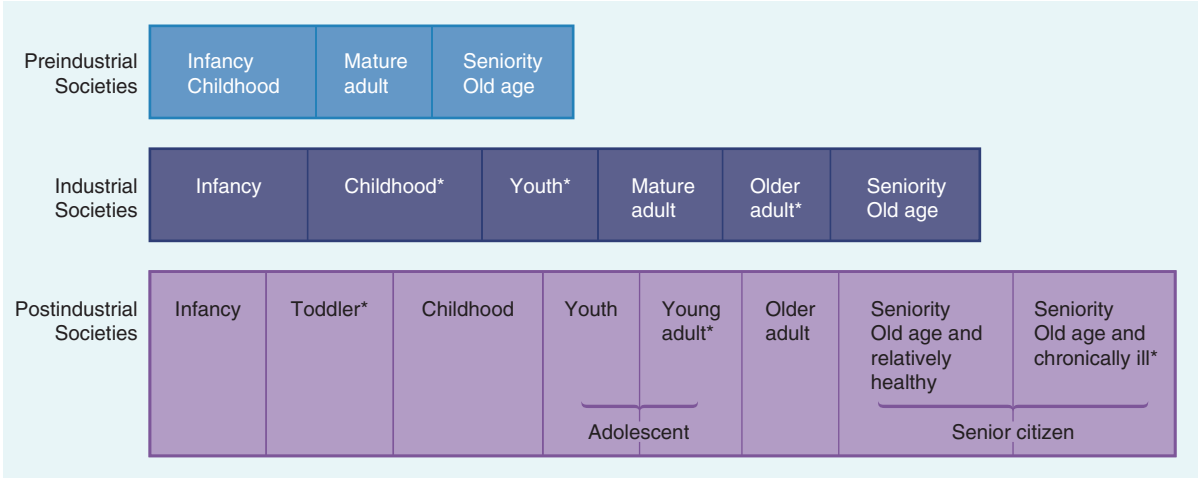 Preindustrial
Societies
Infancy
Childhood
Mature
adult
Seniority
Old age
Industrial
Societies
Infancy
Childhood*
Youth*
Mature
adult
Older
adult*
Seniority
Old age
Postindustrial
Societies
Infancy
Toddler*
Childhood
Youth
Young
adult*
Older
adult
Seniority
Old age and
relatively
healthy
Seniority
Old age and
chronically ill*
Adolescent
Senior citizen